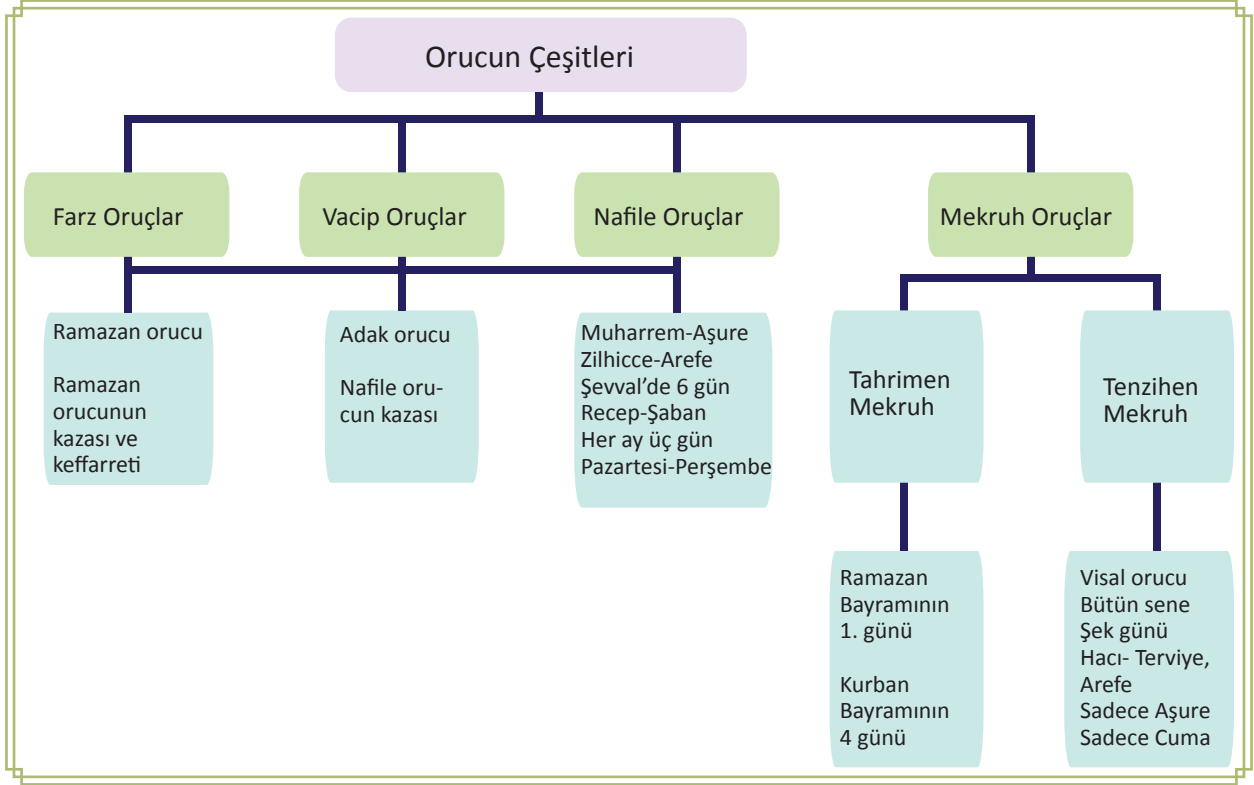 Orucun Çeşitleri
Farz Oruçlar
Vacip Oruçlar
Nafile Oruçlar
Mekruh Oruçlar
Ramazan orucu
Ramazan
orucunun
kazası ve
keffarreti
Adak orucu
Nafile oru-
cun kazası
Muharrem-Aşure
Zilhicce-Arefe
Şevval’de 6 gün
Recep-Şaban
Her ay üç gün
Pazartesi-Perşembe
Tahrimen
Mekruh
Tenzihen
Mekruh
Ramazan
Bayramının
1. günü
Kurban
Bayramının
4 günü
Visal orucu
Bütün sene
Şek günü
Hacı- Terviye,
Arefe
Sadece Aşure
Sadece Cuma